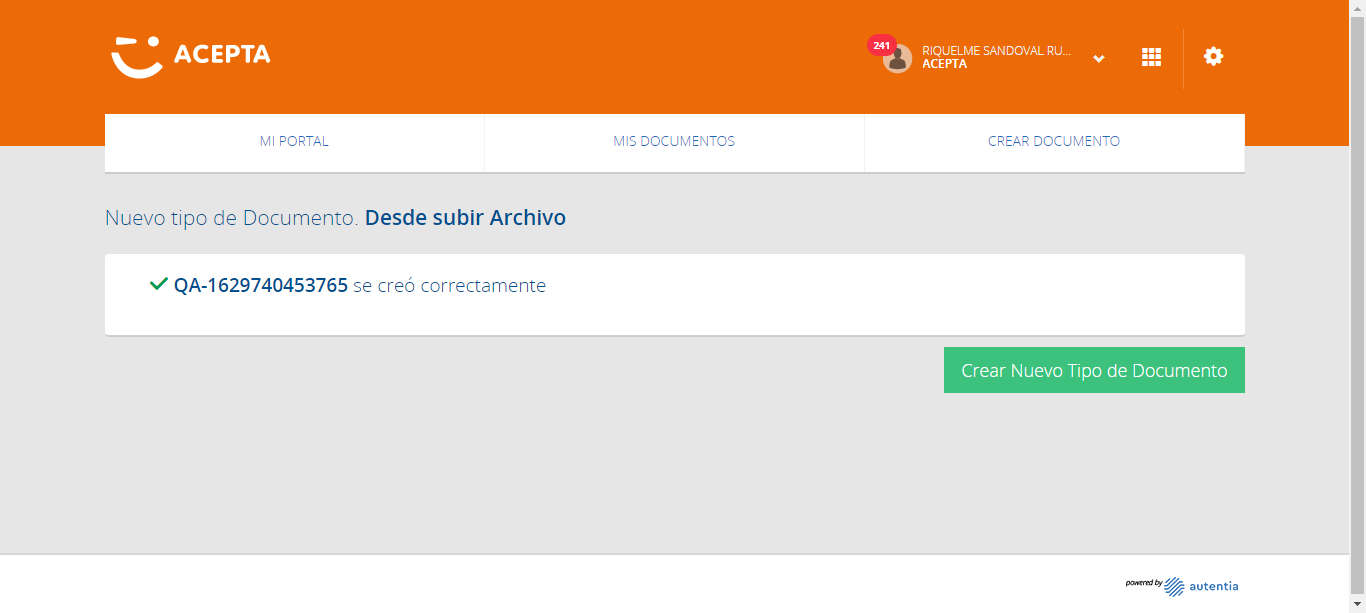 ACEPTA
241
RIQUELME SANDOVAL RU...
ACEPTA
MI PORTAL
MIS DOCUMENTOS
CREAR DOCUMENTO
Nuevo tipo de Documento. Desde subir Archivo
QA-1629740453765 se creó correctamente
Crear Nuevo Tipo de Documento
powered by autentia